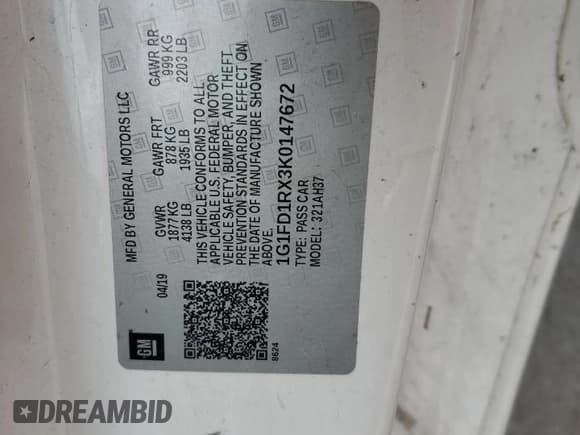 GM
MFD BY GENERAL MOTORS LLC
04/19
GVWR GAWR FRT GAWR RR
1877 KG 878 KG 999 KG
4138 LB 1935 LB 2203 LB
THIS VEHICLE CONFORMS TO ALL
APPLICABLE U.S. FEDERAL MOTOR
VEHICLE SAFETY, BUMPER, AND THEFT
PREVENTION STANDARDS IN EFFECT ON
THE DATE OF MANUFACTURE SHOWN
ABOVE.
1G1FD1RX3K0147672
TYPE: PASS CAR
MODEL: 321AH37
8624
DREAMBID